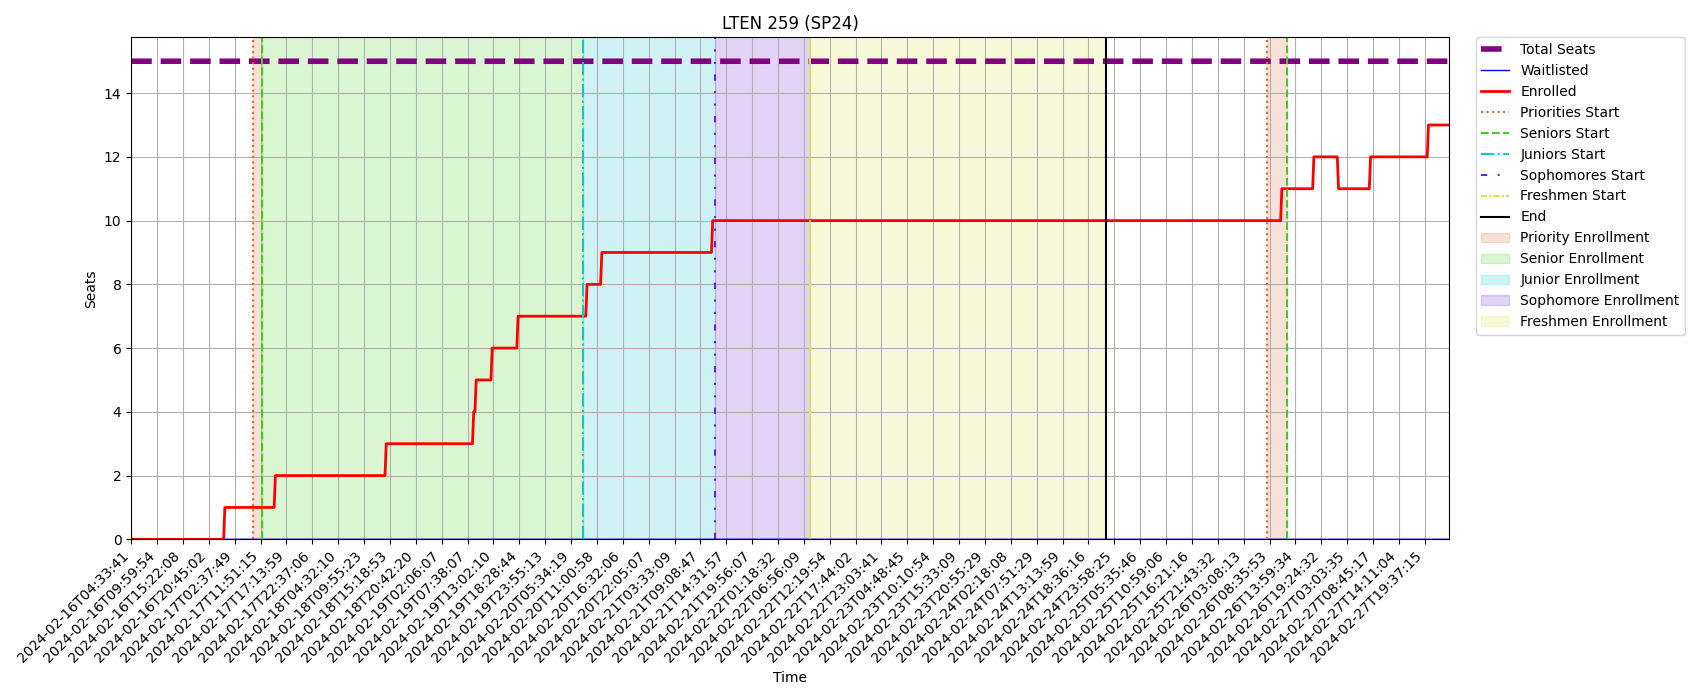 LTEN 259 (SP24)
Total Seats
Waitlisted
Enrolled
Priorities Start
Seniors Start
Juniors Start
Sophomores Start
Freshmen Start
End
Priority Enrollment
Senior Enrollment
Junior Enrollment
Sophomore Enrollment
Freshmen Enrollment
Seats
14
12
10
8
6
4
2
0
2024-02-16T04:33:41
2024-02-16T09:59:54
2024-02-16T15:22:08
2024-02-16T20:45:02
2024-02-17T02:37:49
2024-02-17T11:51:15
2024-02-17T17:13:59
2024-02-17T22:37:06
2024-02-18T04:32:10
2024-02-18T09:55:23
2024-02-18T15:18:53
2024-02-18T20:42:20
2024-02-19T02:06:07
2024-02-19T07:38:07
2024-02-19T13:02:10
2024-02-19T18:28:44
2024-02-19T23:55:13
2024-02-20T05:34:19
2024-02-20T11:00:58
2024-02-20T16:32:06
2024-02-20T22:05:07
2024-02-21T03:33:09
2024-02-21T09:08:47
2024-02-21T14:31:57
2024-02-21T19:56:07
2024-02-22T01:18:32
2024-02-22T06:56:09
2024-02-22T12:19:54
2024-02-22T17:44:02
2024-02-22T23:03:41
2024-02-23T04:48:45
2024-02-23T10:10:54
2024-02-23T15:33:09
2024-02-23T20:55:29
2024-02-24T02:18:08
2024-02-24T07:51:29
2024-02-24T13:13:59
2024-02-24T18:36:16
2024-02-24T23:58:25
2024-02-25T05:35:46
2024-02-25T10:59:06
2024-02-25T16:21:16
2024-02-25T21:43:32
2024-02-26T03:08:13
2024-02-26T08:35:53
2024-02-26T13:59:34
2024-02-26T19:24:32
2024-02-27T03:03:35
2024-02-27T08:45:17
2024-02-27T14:11:04
2024-02-27T19:37:15
Time